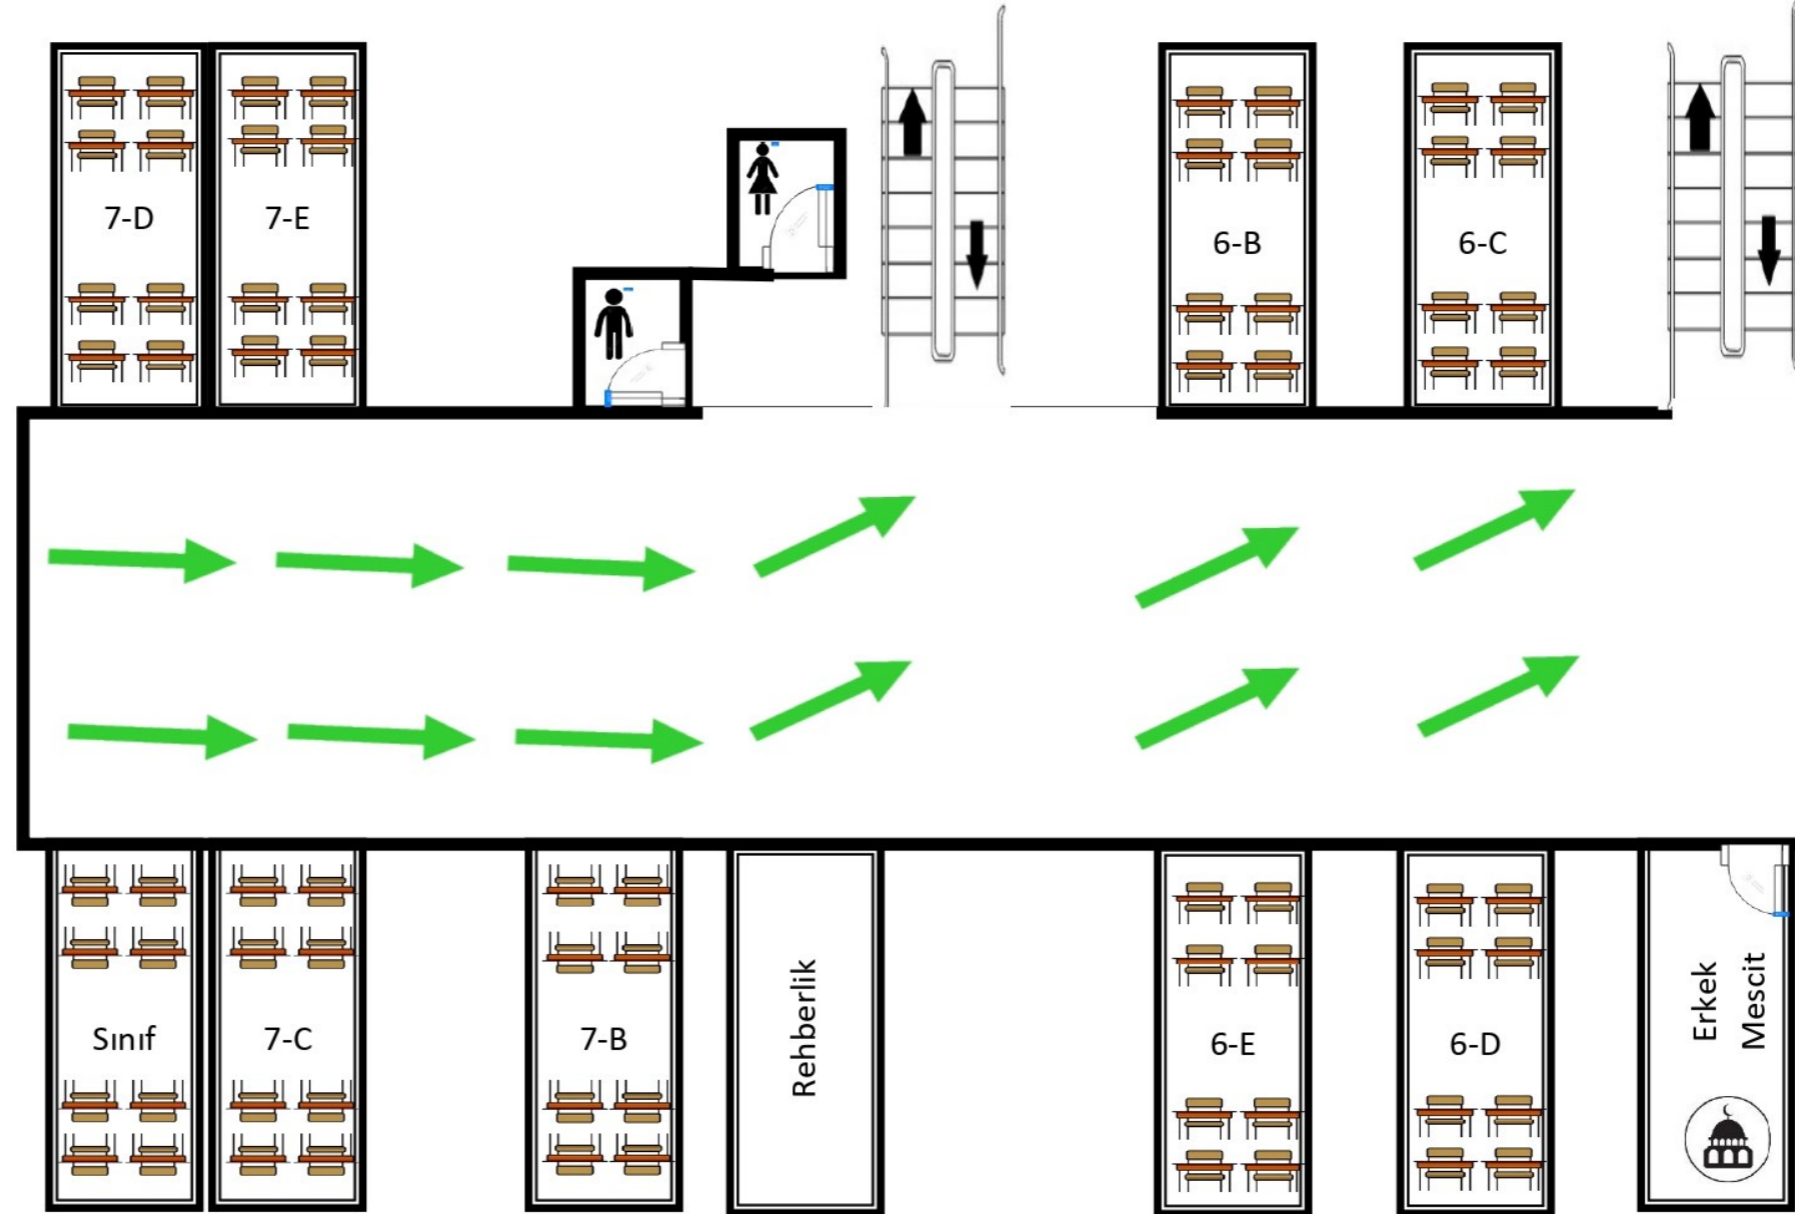 7-D
7-E
6-B
6-C
Sınıf
7-C
7-B
Rehberlik
6-E
6-D
Erkek
Mescit